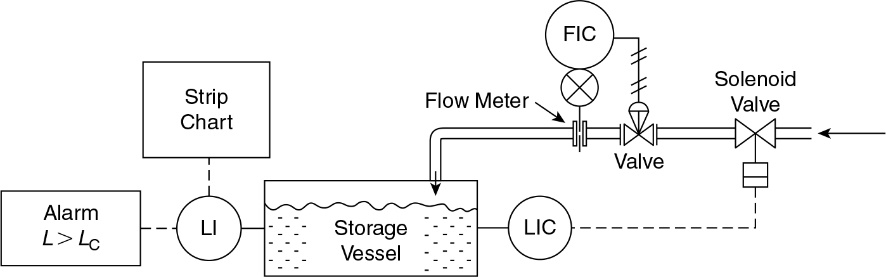 FIC
Strip
Chart
Flow Meter
Solenoid
Valve
Valve
Alarm
L > LC
LI
Storage
Vessel
LIC